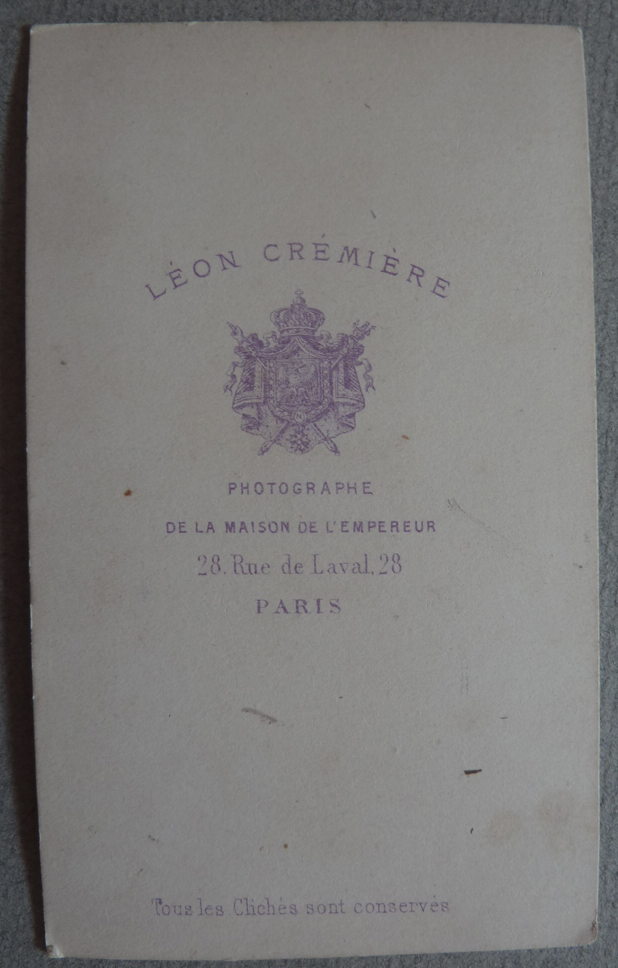 LÉON CRÉMIÈRE
PHOTOGRAPHE
DE LA MAISON DE L'EMPEREUR
28. Rue de Laval. 28
PARIS
Tous les Clichés sont conservés